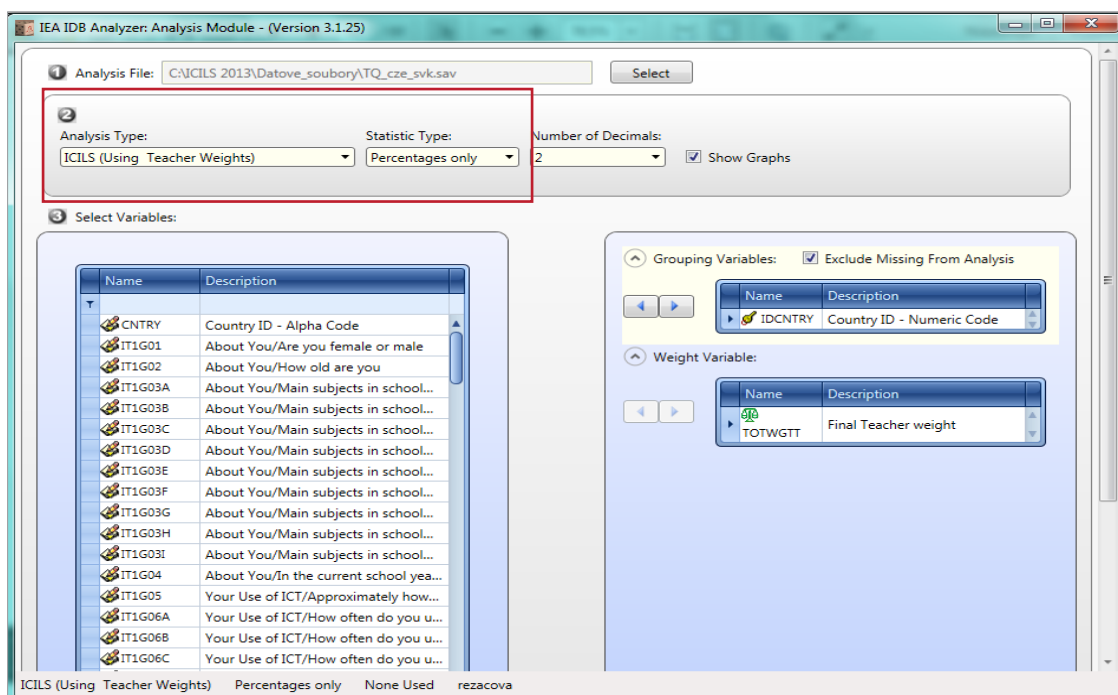 IEA IDB Analyzer: Analysis Module - (Version 3.1.25)
1 Analysis File: C:\ICILS 2013\Datove_soubory\TQ_cze_svk.sav Select
2
Analysis Type: Statistic Type: Number of Decimals:
ICILS (Using Teacher Weights) Percentages only 2 Show Graphs
3 Select Variables:
Name Description
CNTRY Country ID - Alpha Code
IT1G01 About You/Are you female or male
IT1G02 About You/How old are you
IT1G03A About You/Main subjects in school...
IT1G03B About You/Main subjects in school...
IT1G03C About You/Main subjects in school...
IT1G03D About You/Main subjects in school...
IT1G03E About You/Main subjects in school...
IT1G03F About You/Main subjects in school...
IT1G03G About You/Main subjects in school...
IT1G03H About You/Main subjects in school...
IT1G03I About You/Main subjects in school...
IT1G04 About You/In the current school yea...
IT1G05 Your Use of ICT/Approximately how...
IT1G06A Your Use of ICT/How often do you u...
IT1G06B Your Use of ICT/How often do you u...
IT1G06C Your Use of ICT/How often do you u...
Grouping Variables: Exclude Missing From Analysis
Name Description
IDCNTRY Country ID - Numeric Code
Weight Variable:
Name Description
TOTWGTT Final Teacher weight
ICILS (Using Teacher Weights) Percentages only None Used rezacova